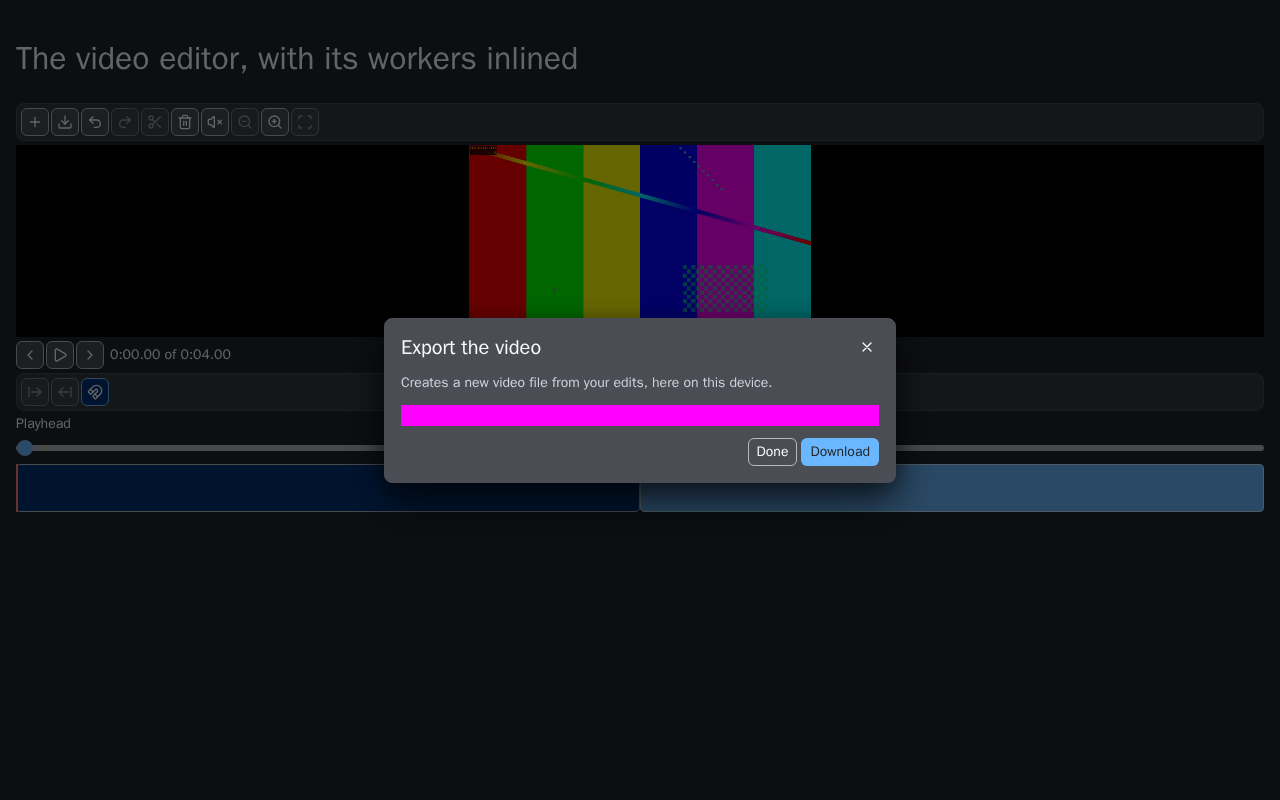 The video editor, with its workers inlined
0:00.00 of 0:04.00
Playhead
Export the video
Creates a new video file from your edits, here on this device.
Done
Download